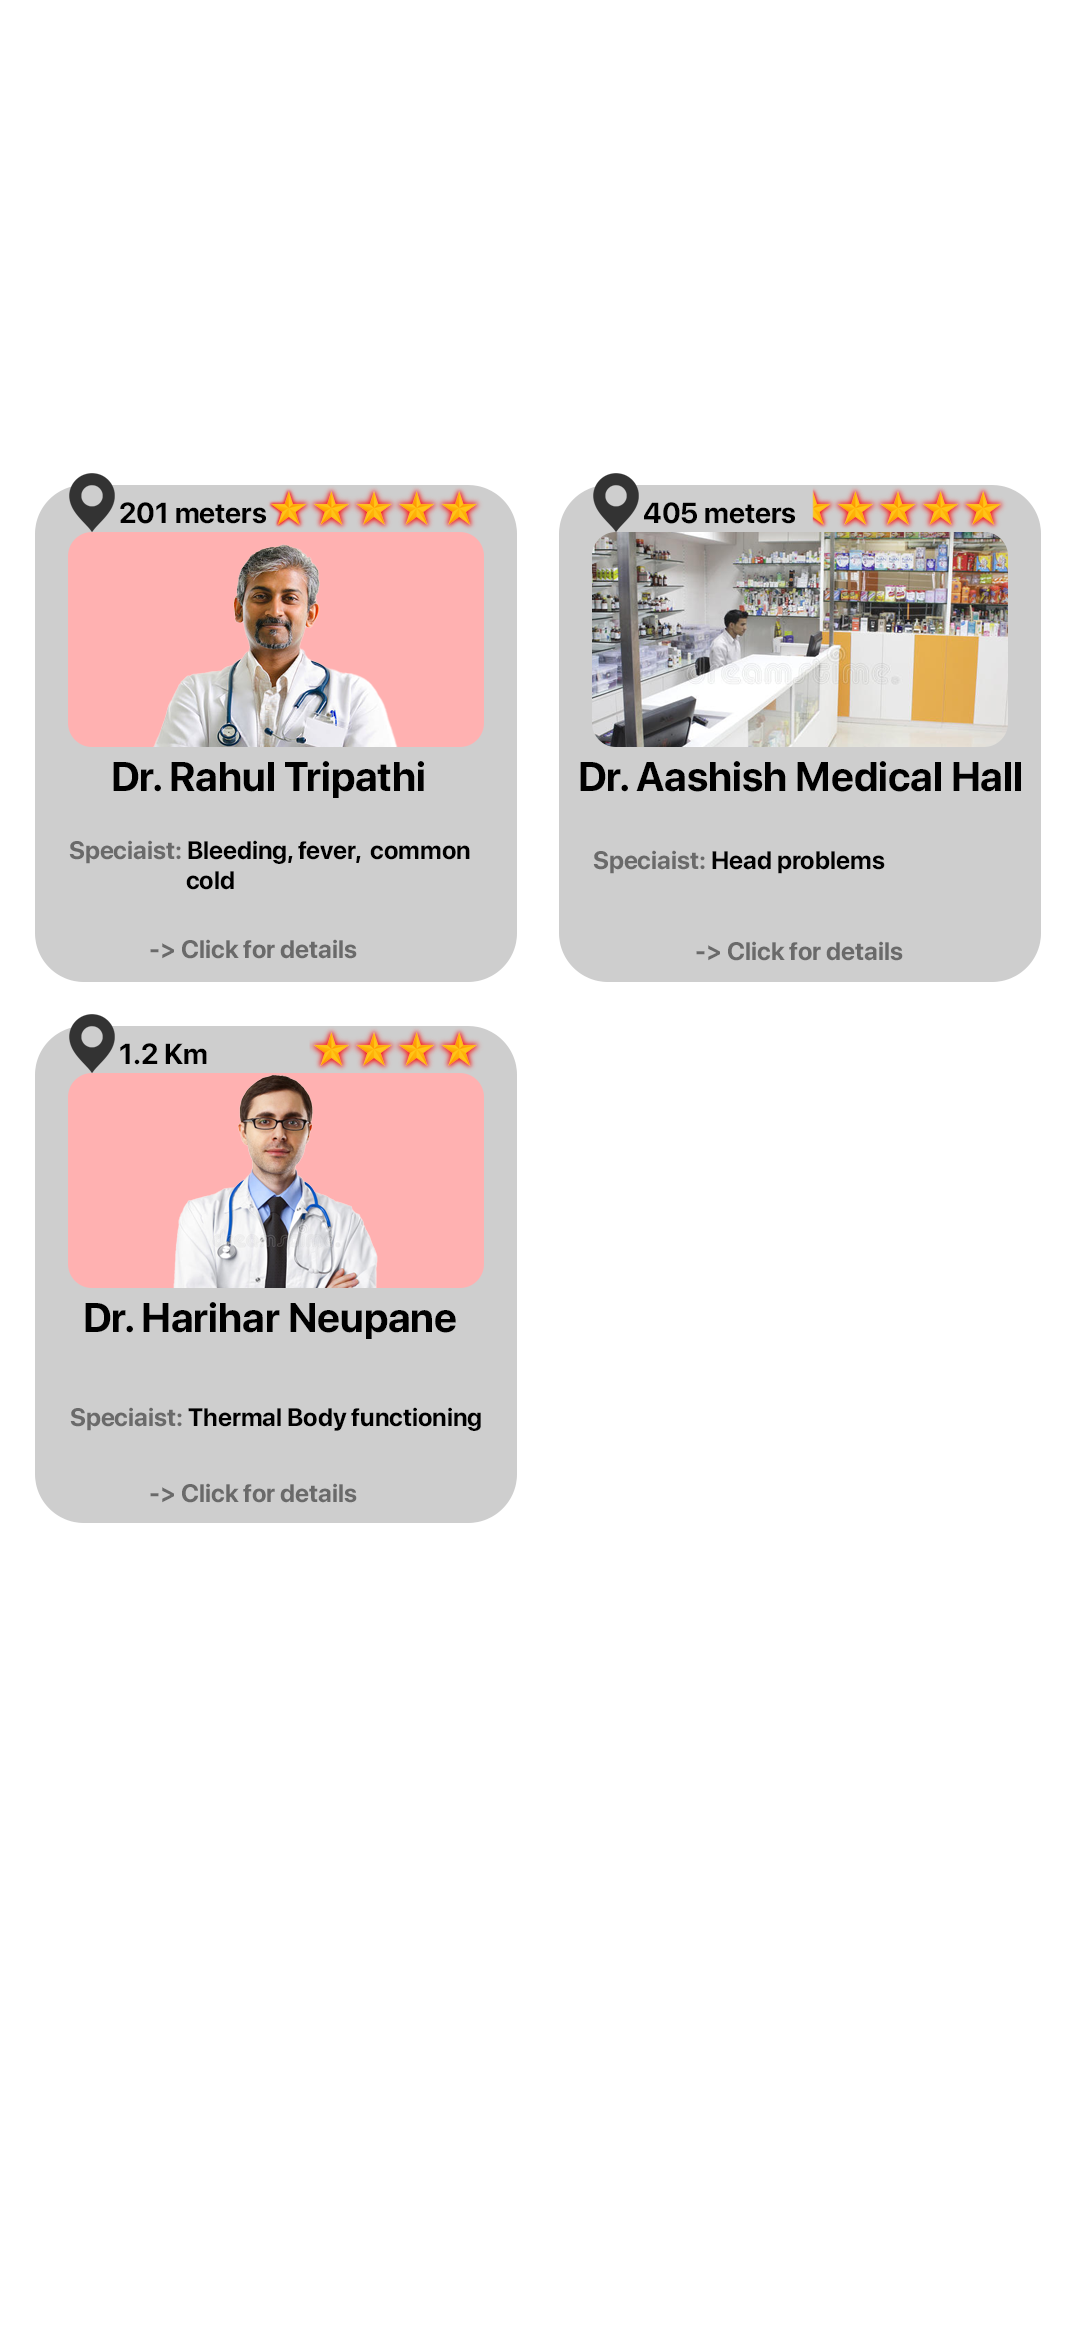 201 meters
Dr. Rahul Tripathi
Speciaist: Bleeding, fever,  common
cold
-> Click for details
405 meters
dreamstime.
Dr. Aashish Medical Hall
Speciaist: Head problems
-> Click for details
1.2 Km
Dr. Harihar Neupane
Speciaist: Thermal Body functioning
-> Click for details